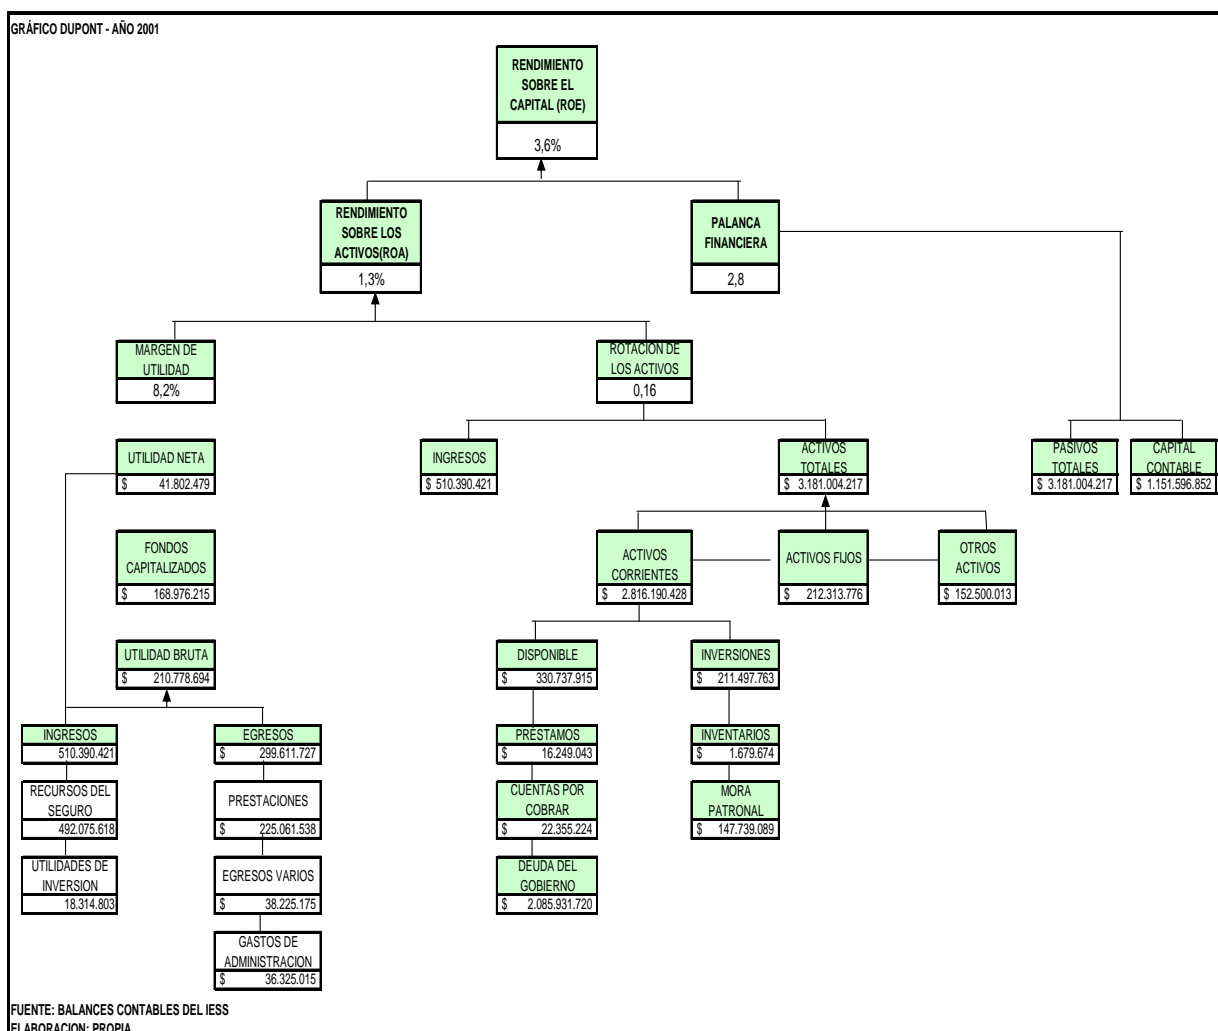 GRÁFICO DUPONT - AÑO 2001
RENDIMIENTO
SOBRE EL
CAPITAL (ROE)
3,6%
RENDIMIENTO
SOBRE LOS
ACTIVOS(ROA)
1,3%
PALANCA
FINANCIERA
2,8
MARGEN DE
UTILIDAD
8,2%
ROTACION DE
LOS ACTIVOS
0,16
UTILIDAD NETA
$ 41.802.479
INGRESOS
$ 510.390.421
ACTIVOS
TOTALES
$ 3.181.004.217
PASIVOS
TOTALES
$ 3.181.004.217
CAPITAL
CONTABLE
$ 1.151.596.852
FONDOS
CAPITALIZADOS
$ 168.976.215
ACTIVOS
CORRIENTES
$ 2.816.190.428
ACTIVOS FIJOS
$ 212.313.776
OTROS
ACTIVOS
$ 152.500.013
UTILIDAD BRUTA
$ 210.778.694
DISPONIBLE
$ 330.737.915
INVERSIONES
$ 211.497.763
INGRESOS
510.390.421
EGRESOS
$ 299.611.727
PRESTAMOS
$ 16.249.043
INVENTARIOS
$ 1.679.674
RECURSOS DEL
SEGURO
492.075.618
PRESTACIONES
$ 225.061.538
CUENTAS POR
COBRAR
$ 22.355.224
MORA
PATRONAL
$ 147.739.089
UTILIDADES DE
INVERSION
18.314.803
EGRESOS VARIOS
$ 38.225.175
DEUDA DEL
GOBIERNO
$ 2.085.931.720
GASTOS DE
ADMINISTRACION
$ 36.325.015
FUENTE: BALANCES CONTABLES DEL IESS
ELABORACION: PROPIA